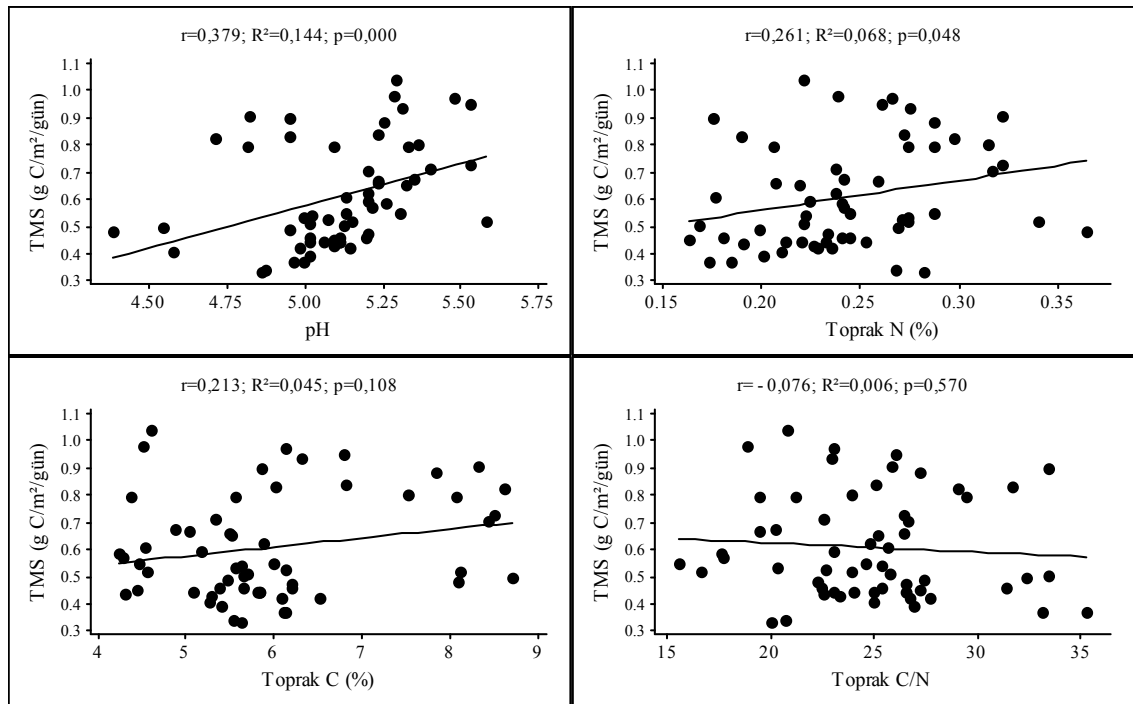 r=0,379; R²=0,144; p=0,000
TMS (g C/m²/gün)
1.1
1.0
0.9
0.8
0.7
0.6
0.5
0.4
0.3
4.50 4.75 5.00 5.25 5.50 5.75
pH
r=0,261; R²=0,068; p=0,048
TMS (g C/m²/gün)
1.1
1.0
0.9
0.8
0.7
0.6
0.5
0.4
0.3
0.15 0.20 0.25 0.30 0.35
Toprak N (%)
r=0,213; R²=0,045; p=0,108
TMS (g C/m²/gün)
1.1
1.0
0.9
0.8
0.7
0.6
0.5
0.4
0.3
4 5 6 7 8 9
Toprak C (%)
r= - 0,076; R²=0,006; p=0,570
TMS (g C/m²/gün)
1.1
1.0
0.9
0.8
0.7
0.6
0.5
0.4
0.3
15 20 25 30 35
Toprak C/N